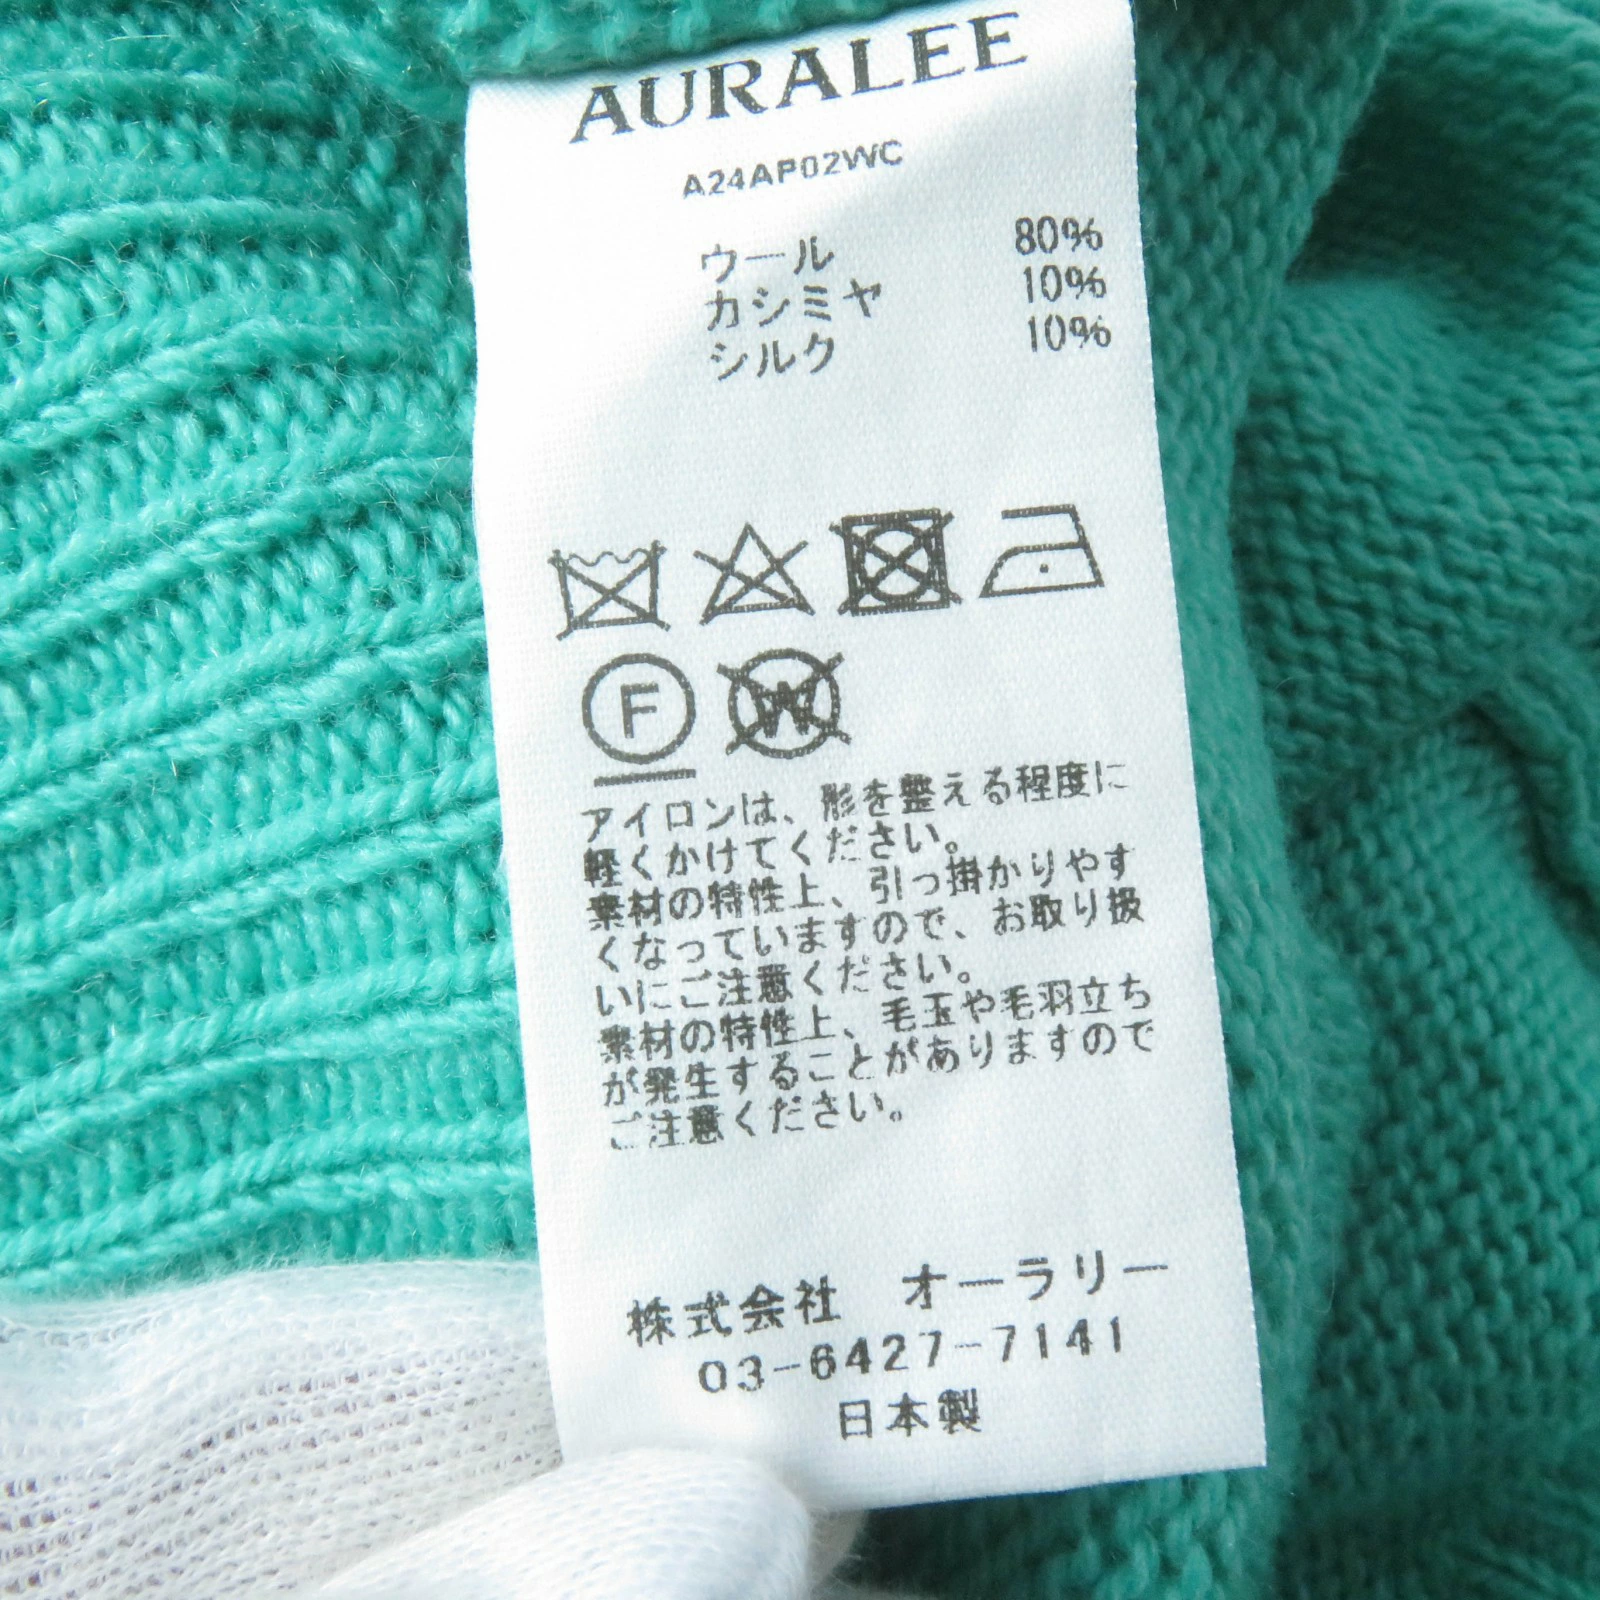 AURALEE
A24AP02WC
ウール 80%
カシミヤ 10%
シルク 10%
F
W
アイロンは、形を整える程度に
軽くかけてください。
素材の特性上、引っ掛かりやす
くなっていますので、お取り扱
いにご注意ください。
素材の特性上、毛玉や毛羽立ち
が発生することがありますので
ご注意ください。
株式会社 オーラリー
03-6427-7141
日本製